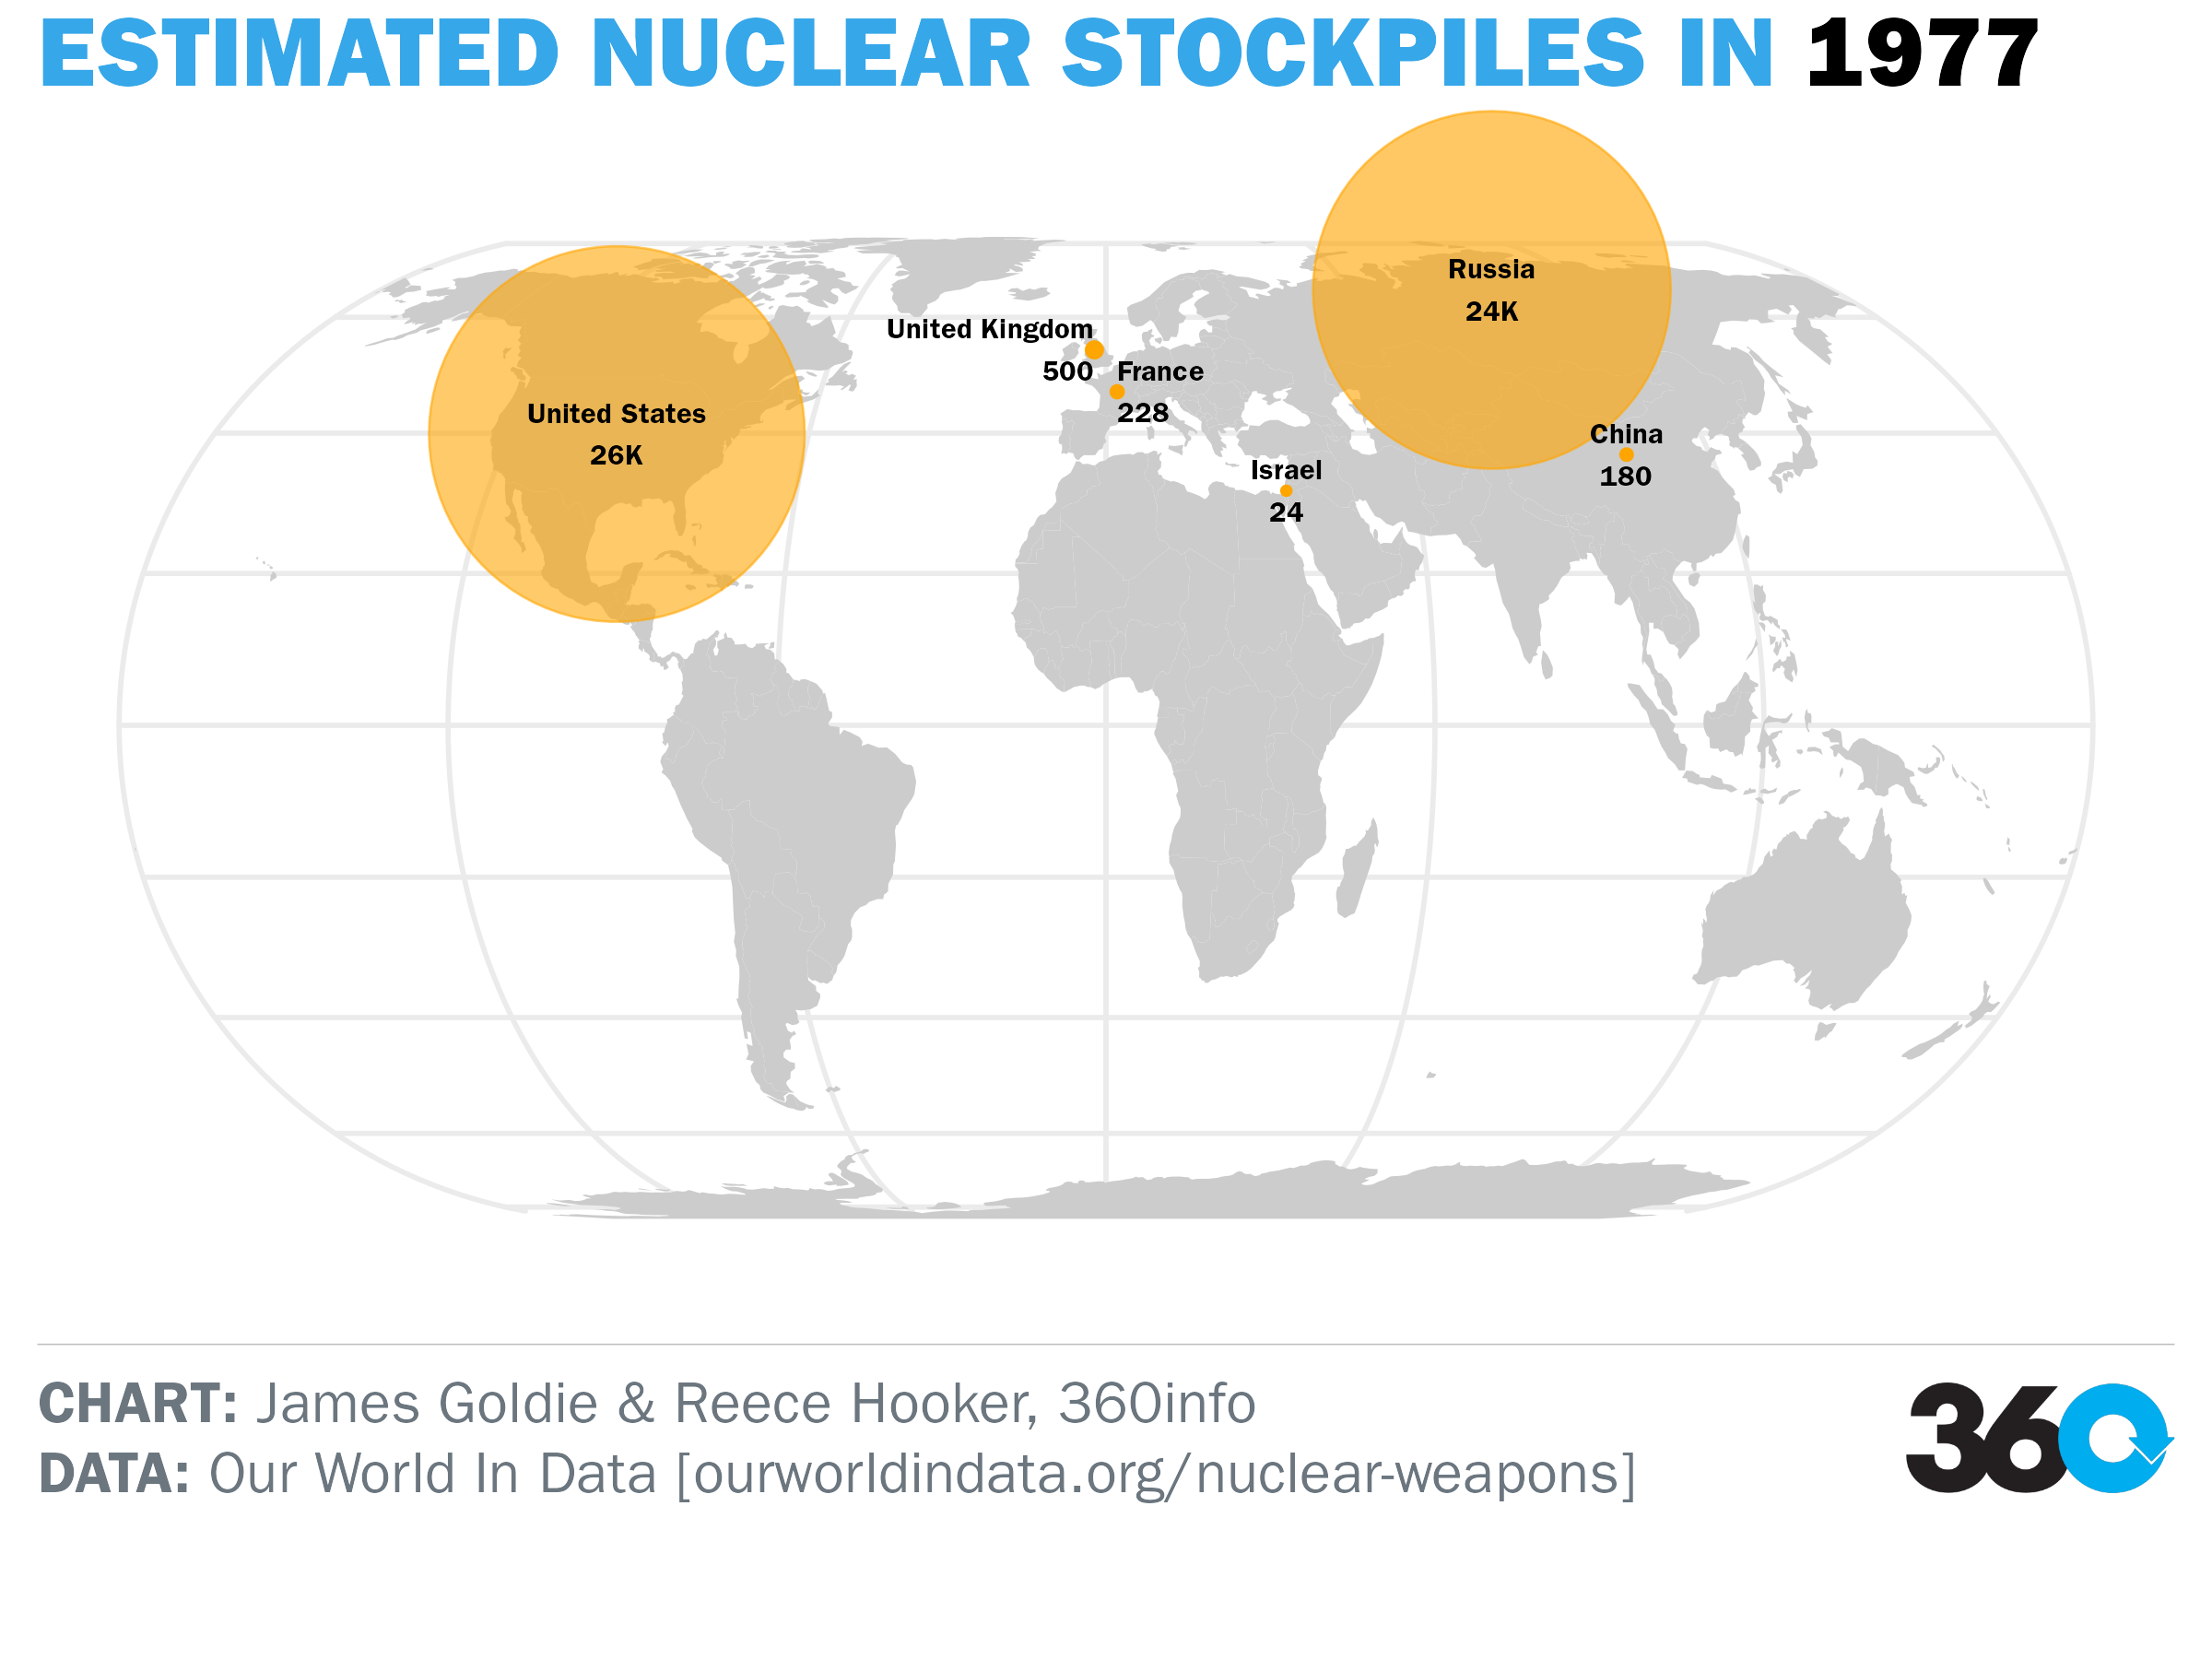 ESTIMATED NUCLEAR STOCKPILES IN 1977
Russia
24K
United Kingdom
500
France
228
United States
26K
China
180
Israel
24
CHART: James Goldie & Reece Hooker, 360info
DATA: Our World In Data [ourworldindata.org/nuclear-weapons]
360